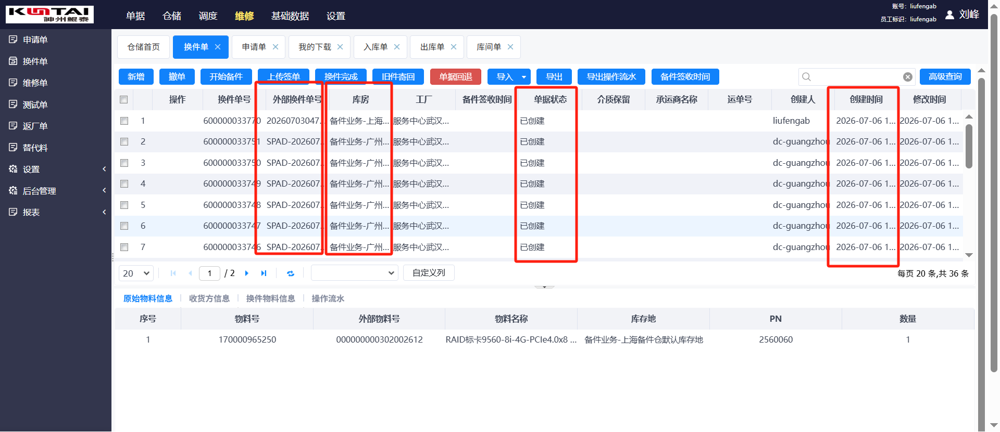 KUNTAI
神州鲲泰
单据 仓储 调度 维修 基础数据 设置
账号：liufengab
员工标识：liufengab
刘峰
申请单
换件单
维修单
测试单
返厂单
替代料
设置
后台管理
报表
仓储首页 换件单 申请单 我的下载 入库单 出库单 库间单
新增 撤单 开始备件 上传签单 换件完成 旧件寄回 单据回退 导入 导出 导出操作流水 备件签收时间 高级查询
操作 换件单号 外部换件单号 库房 工厂 备件签收时间 单据状态 介质保留 承运商名称 运单号 创建人 创建时间 修改时间
1 600000033770 20260703047... 备件业务-上海... 服务中心武汉... 已创建 liufengab 2026-07-06 1... 2026-07-06 1...
2 600000033751 SPAD-202607... 备件业务-广州... 服务中心武汉... 已创建 dc-guangzhou 2026-07-06 1... 2026-07-06 1...
3 600000033750 SPAD-202607... 备件业务-广州... 服务中心武汉... 已创建 dc-guangzhou 2026-07-06 1... 2026-07-06 1...
4 600000033749 SPAD-202607... 备件业务-广州... 服务中心武汉... 已创建 dc-guangzhou 2026-07-06 1... 2026-07-06 1...
5 600000033748 SPAD-202607... 备件业务-广州... 服务中心武汉... 已创建 dc-guangzhou 2026-07-06 1... 2026-07-06 1...
6 600000033747 SPAD-202607... 备件业务-广州... 服务中心武汉... 已创建 dc-guangzhou 2026-07-06 1... 2026-07-06 1...
7 600000033746 SPAD-202607... 备件业务-广州... 服务中心武汉... 已创建 dc-guangzhou 2026-07-06 1... 2026-07-06 1...
20 1 / 2 自定义列 每页 20 条,共 36 条
原始物料信息 收货方信息 换件物料信息 操作流水
序号 物料号 外部物料号 物料名称 库存地 PN 数量
1 170000965250 000000000302002612 RAID标卡9560-8i-4G-PCIe4.0x8 ... 备件业务-上海备件仓默认库存地 2560060 1